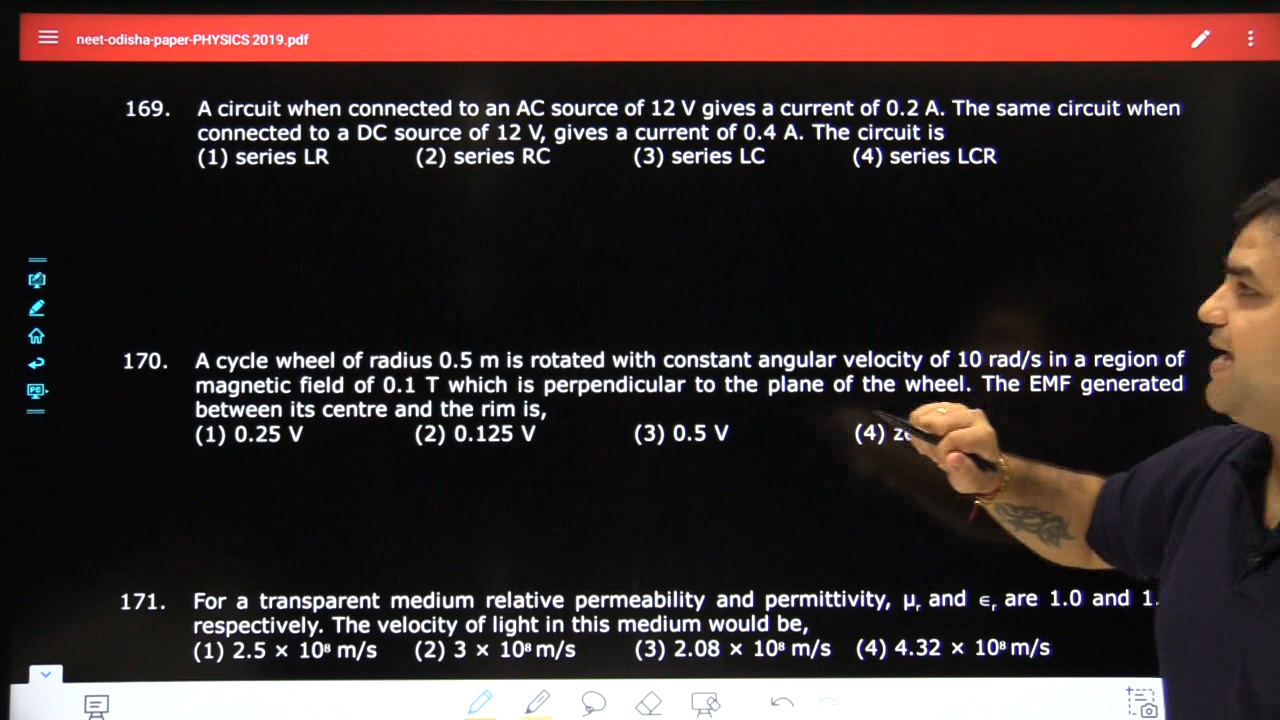 neet-odisha-paper-PHYSICS 2019.pdf
169. A circuit when connected to an AC source of 12 V gives a current of 0.2 A. The same circuit when
connected to a DC source of 12 V, gives a current of 0.4 A. The circuit is
(1) series LR (2) series RC (3) series LC (4) series LCR
170. A cycle wheel of radius 0.5 m is rotated with constant angular velocity of 10 rad/s in a region of
magnetic field of 0.1 T which is perpendicular to the plane of the wheel. The EMF generated
between its centre and the rim is,
(1) 0.25 V (2) 0.125 V (3) 0.5 V (4)
171. For a transparent medium relative permeability and permittivity, μᵣ and ϵᵣ are 1.0 and 1.
respectively. The velocity of light in this medium would be,
(1) 2.5 × 10⁸ m/s (2) 3 × 10⁸ m/s (3) 2.08 × 10⁸ m/s (4) 4.32 × 10⁸ m/s
PC